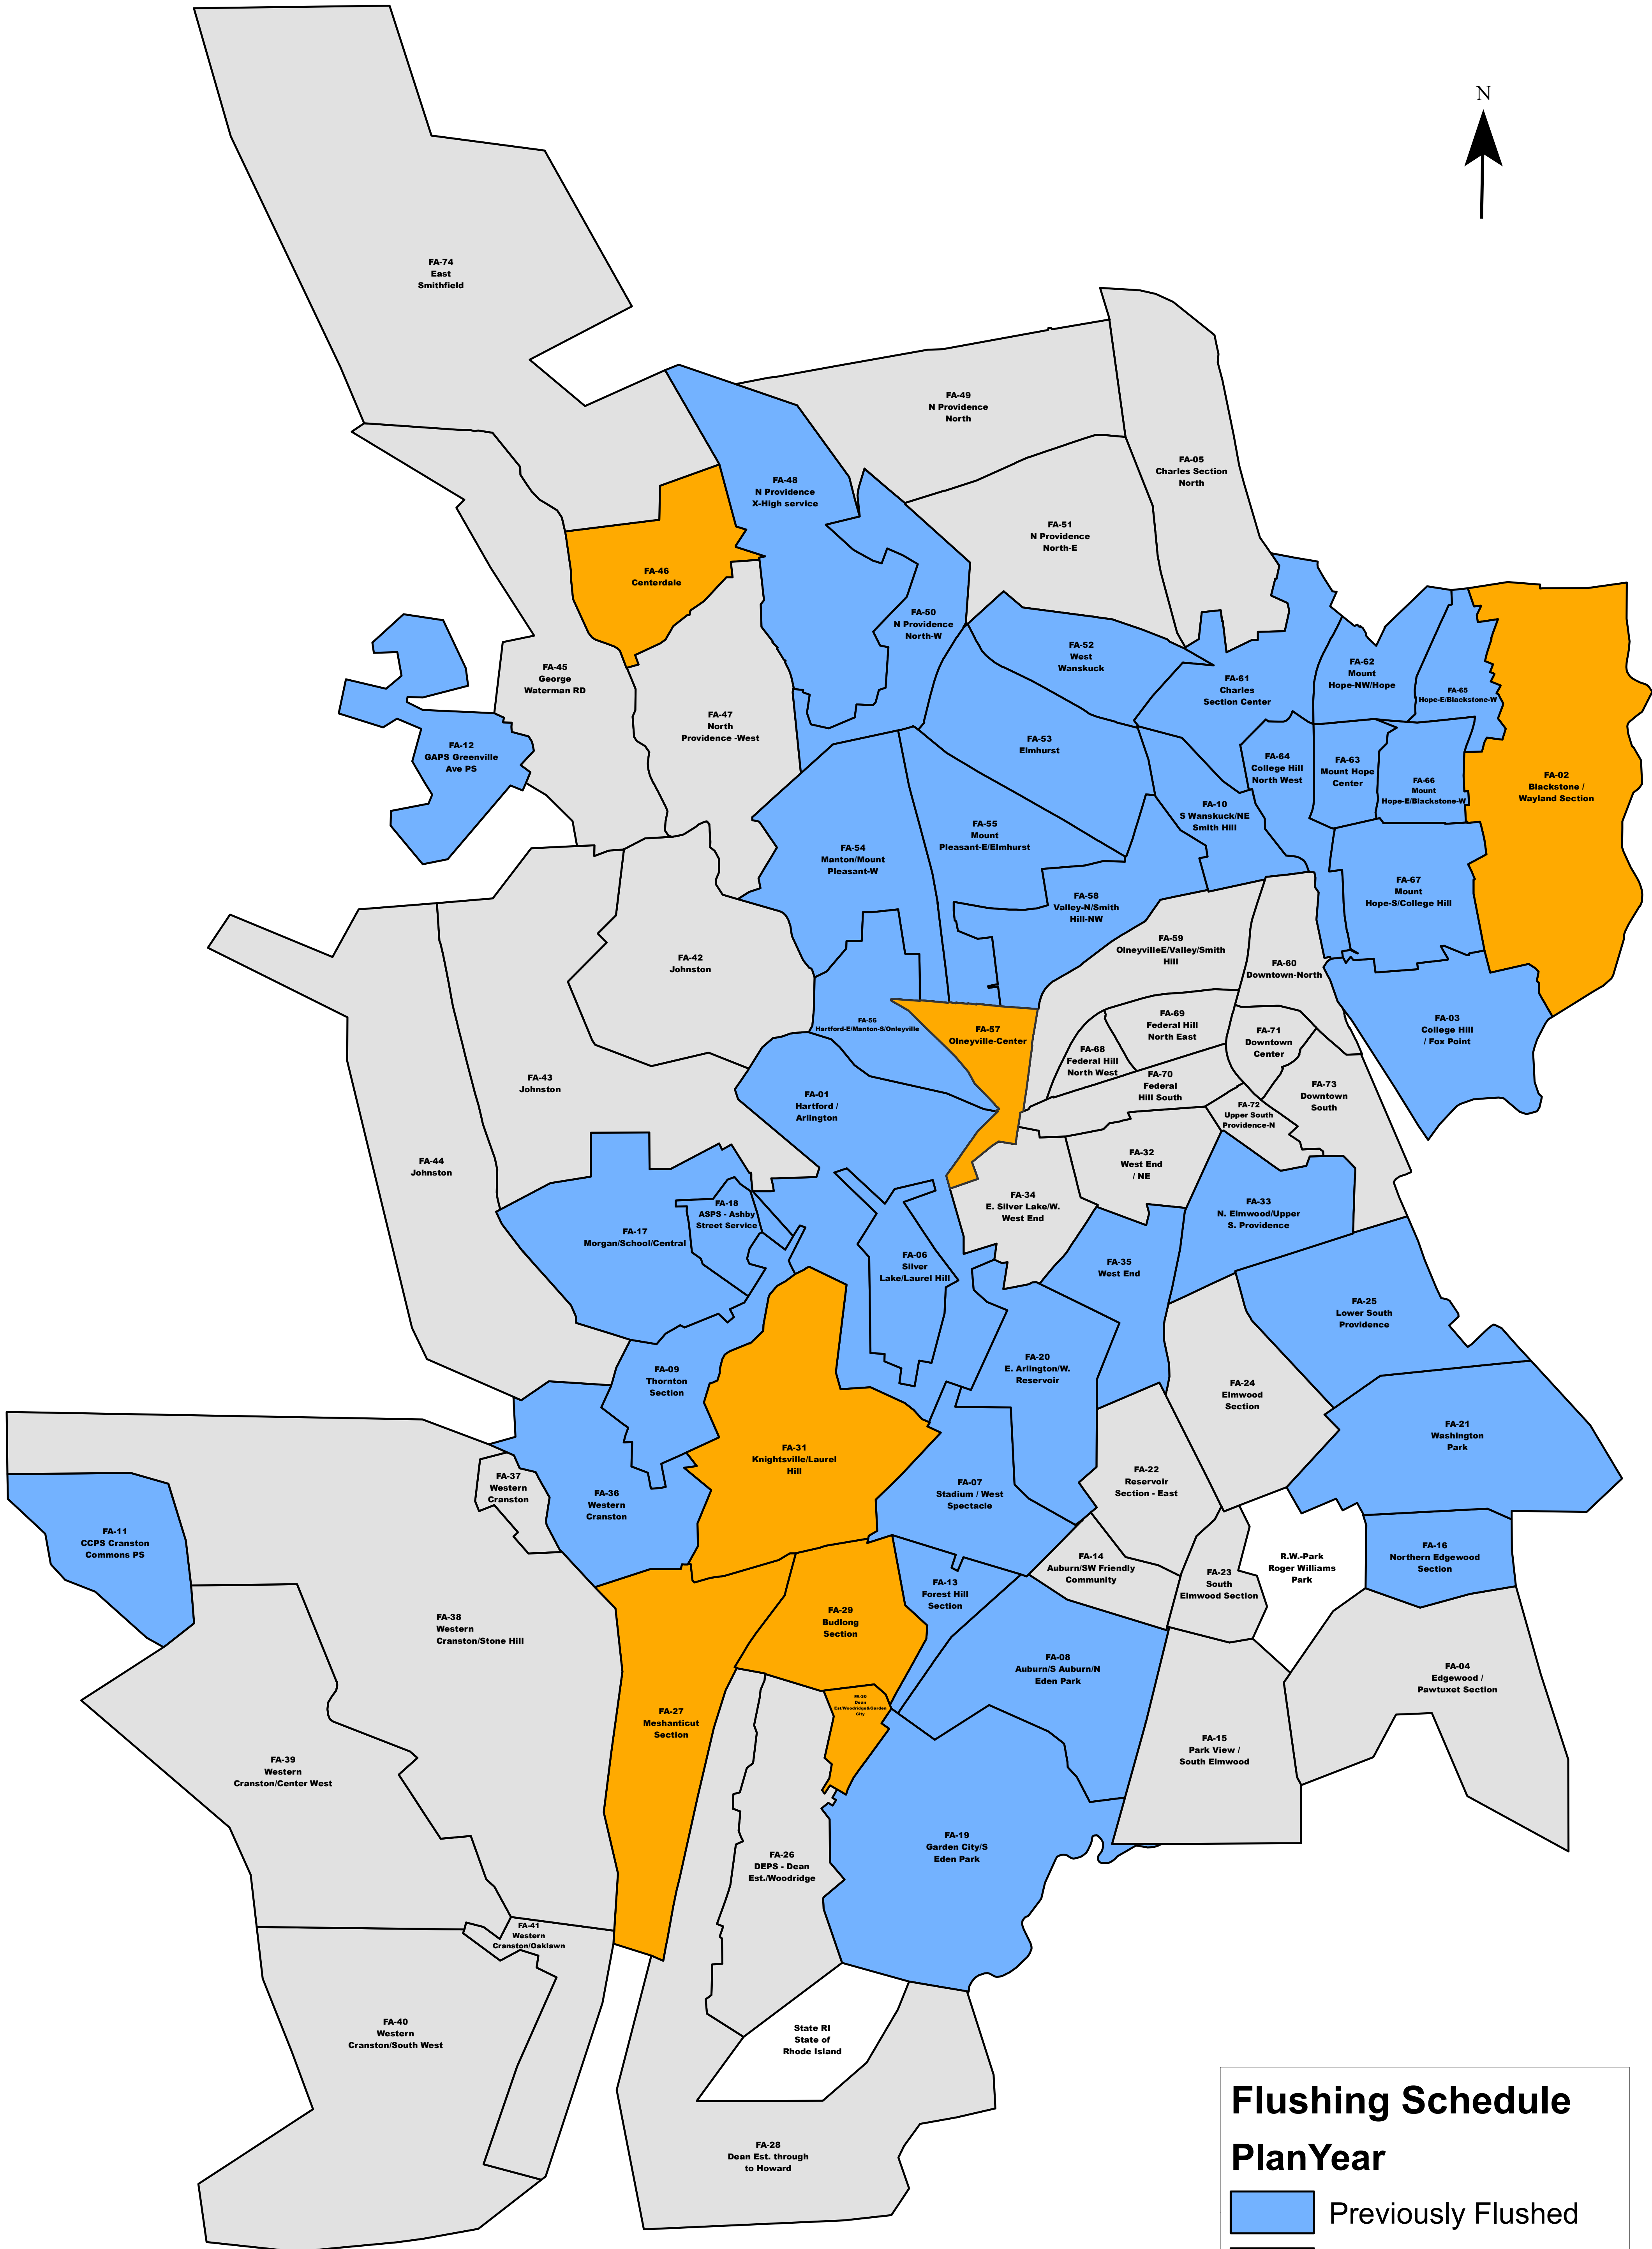 N
FA-74
East
Smithfield
FA-49
N Providence
North
FA-05
Charles Section
North
FA-48
N Providence
X-High service
FA-51
N Providence
North-E
FA-46
Centerdale
FA-50
N Providence
North-W
FA-52
West
Wanskuck
FA-62
Mount
Hope-NW/Hope
FA-45
George
Waterman RD
FA-61
Charles
Section Center
FA-65
Hope-E/Blackstone-W
FA-47
North
Providence -West
FA-12
GAPS Greenville
Ave PS
FA-53
Elmhurst
FA-64
College Hill
North West
FA-63
Mount Hope
Center
FA-66
Mount
Hope-E/Blackstone-W
FA-02
Blackstone /
Wayland Section
FA-10
S Wanskuck/NE
Smith Hill
FA-55
Mount
Pleasant-E/Elmhurst
FA-54
Manton/Mount
Pleasant-W
FA-58
Valley-N/Smith
Hill-NW
FA-67
Mount
Hope-S/College Hill
FA-59
OlneyvilleE/Valley/Smith
Hill
FA-42
Johnston
FA-60
Downtown-North
FA-56
Hartford-E/Manton-S/Onleyville
FA-57
Olneyville-Center
FA-69
Federal Hill
North East
FA-71
Downtown
Center
FA-03
College Hill
/ Fox Point
FA-68
Federal Hill
North West
FA-70
Federal
Hill South
FA-43
Johnston
FA-01
Hartford /
Arlington
FA-73
Downtown
South
FA-72
Upper South
Providence-N
FA-44
Johnston
FA-32
West End
/ NE
FA-34
E. Silver Lake/W.
West End
FA-33
N. Elmwood/Upper
S. Providence
FA-18
ASPS - Ashby
Street Service
FA-17
Morgan/School/Central
FA-06
Silver
Lake/Laurel Hill
FA-35
West End
FA-25
Lower South
Providence
FA-09
Thornton
Section
FA-20
E. Arlington/W.
Reservoir
FA-24
Elmwood
Section
FA-21
Washington
Park
FA-31
Knightsville/Laurel
Hill
FA-37
Western
Cranston
FA-36
Western
Cranston
FA-07
Stadium / West
Spectacle
FA-22
Reservoir
Section - East
FA-11
CCPS Cranston
Commons PS
FA-14
Auburn/SW Friendly
Community
FA-23
South
Elmwood Section
R.W.-Park
Roger Williams
Park
FA-16
Northern Edgewood
Section
FA-13
Forest Hill
Section
FA-38
Western
Cranston/Stone Hill
FA-29
Budlong
Section
FA-08
Auburn/S Auburn/N
Eden Park
FA-04
Edgewood /
Pawtuxet Section
FA-30
Dean
Est/Woodridge&Garden
City
FA-27
Meshanticut
Section
FA-15
Park View /
South Elmwood
FA-39
Western
Cranston/Center West
FA-19
Garden City/S
Eden Park
FA-26
DEPS - Dean
Est./Woodridge
FA-41
Western
Cranston/Oaklawn
FA-40
Western
Cranston/South West
State RI
State of
Rhode Island
FA-28
Dean Est. through
to Howard
Flushing Schedule
PlanYear
Previously Flushed